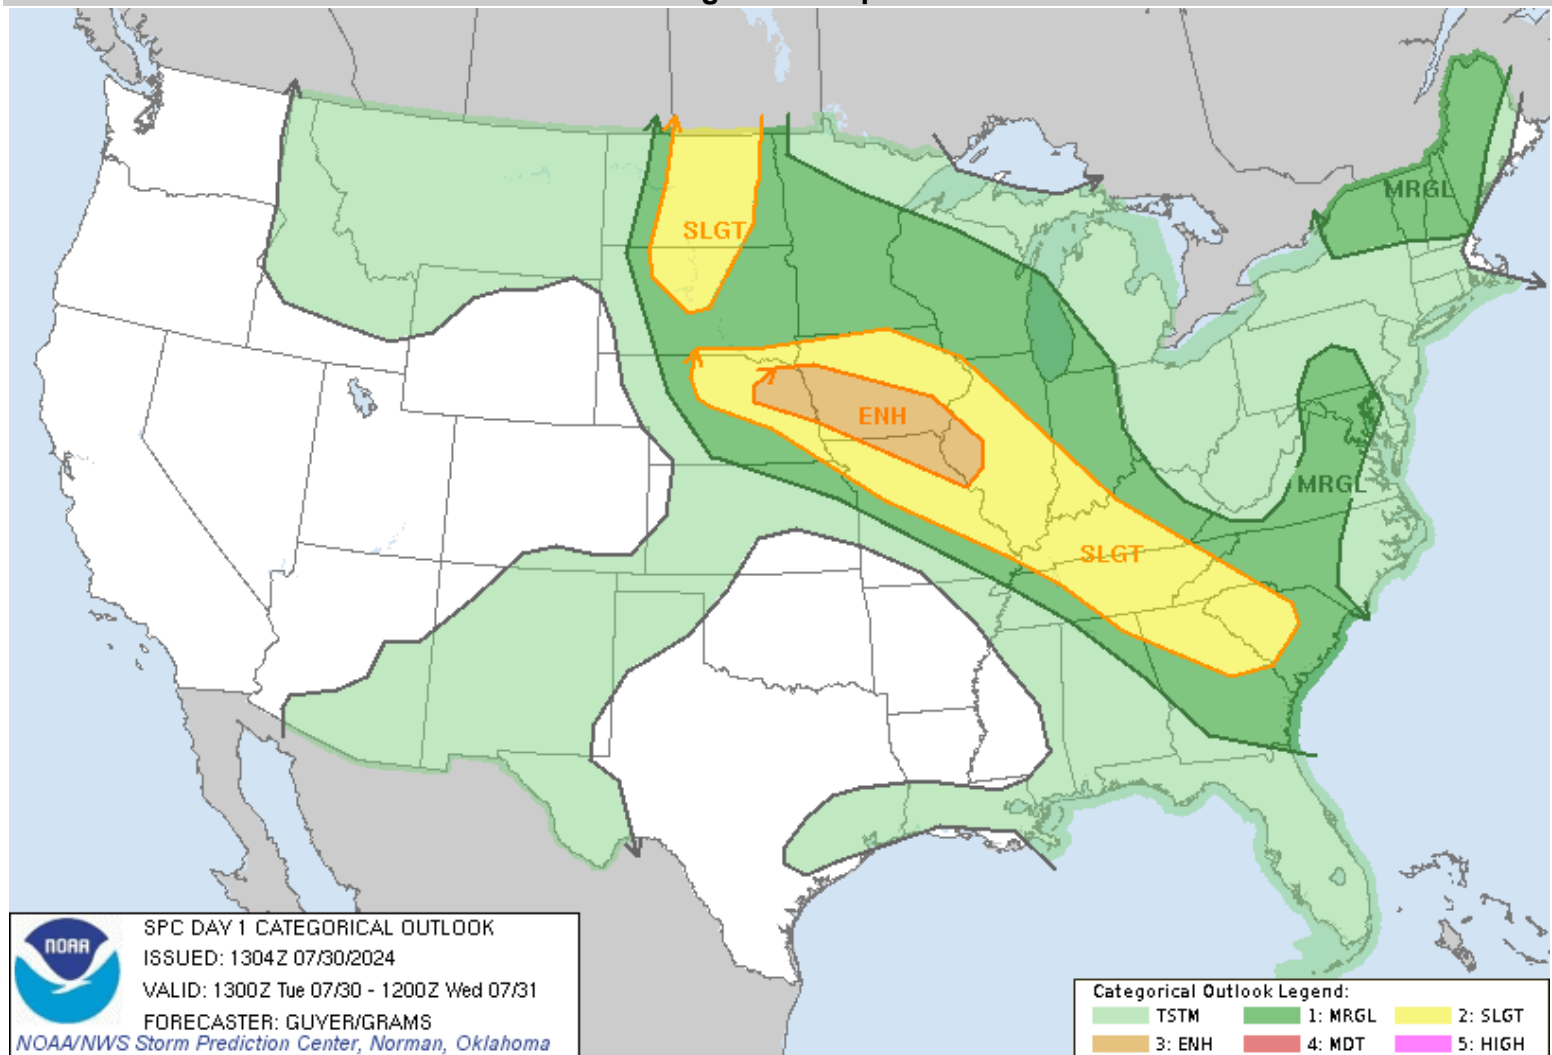 MRGL
SLGT
ENH
MRGL
SLGT
NOAA
SPC DAY 1 CATEGORICAL OUTLOOK
ISSUED: 1304Z 07/30/2024
VALID: 1300Z Tue 07/30 - 1200Z Wed 07/31
FORECASTER: GUYER/GRAMS
NOAA/NWS Storm Prediction Center, Norman, Oklahoma
Categorical Outlook Legend:
TSTM 1: MRGL 2: SLGT
3: ENH 4: MDT 5: HIGH